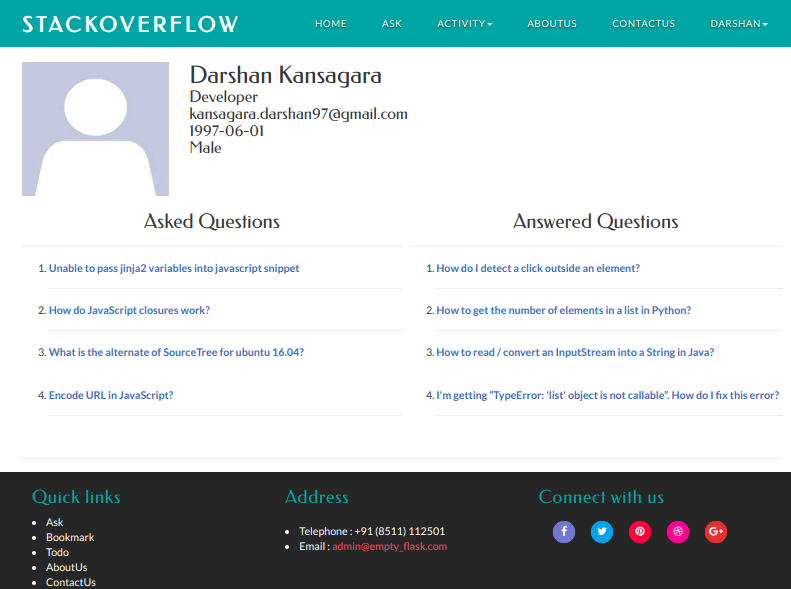 STACKOVERFLOW
HOME ASK ACTIVITY ABOUTUS CONTACTUS DARSHAN
Darshan Kansagara
Developer
kansagara.darshan97@gmail.com
1997-06-01
Male
Asked Questions
1. Unable to pass jinja2 variables into javascript snippet
2. How do JavaScript closures work?
3. What is the alternate of SourceTree for ubuntu 16.04?
4. Encode URL in JavaScript?
Answered Questions
1. How do I detect a click outside an element?
2. How to get the number of elements in a list in Python?
3. How to read / convert an InputStream into a String in Java?
4. I'm getting “TypeError: 'list' object is not callable”. How do I fix this error?
Quick links
Ask
Bookmark
Todo
AboutUs
ContactUs
Address
Telephone : +91 (8511) 112501
Email : admin@empty_flask.com
Connect with us
f
G+